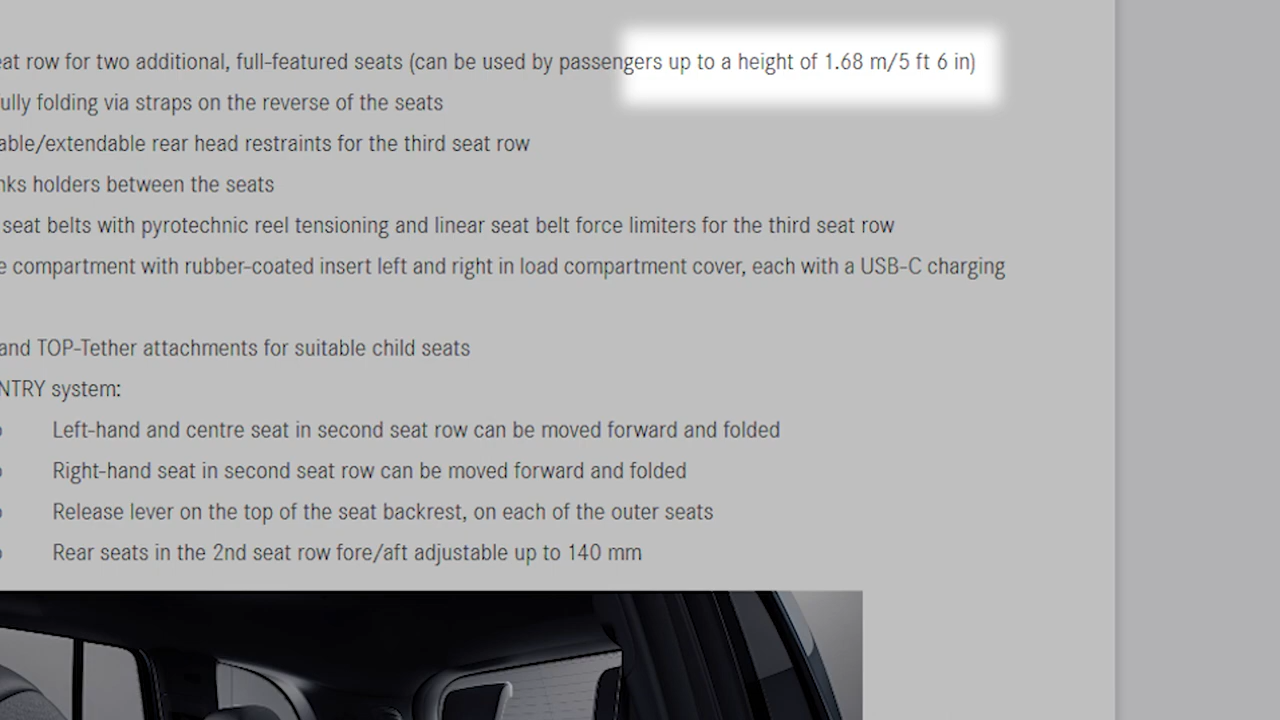 eat row for two additional, full-featured seats (can be used by passengers up to a height of 1.68 m/5 ft 6 in)
ully folding via straps on the reverse of the seats
able/extendable rear head restraints for the third seat row
nks holders between the seats
seat belts with pyrotechnic reel tensioning and linear seat belt force limiters for the third seat row
e compartment with rubber-coated insert left and right in load compartment cover, each with a USB-C charging
and TOP-Tether attachments for suitable child seats
NTRY system:
Left-hand and centre seat in second seat row can be moved forward and folded
Right-hand seat in second seat row can be moved forward and folded
Release lever on the top of the seat backrest, on each of the outer seats
Rear seats in the 2nd seat row fore/aft adjustable up to 140 mm